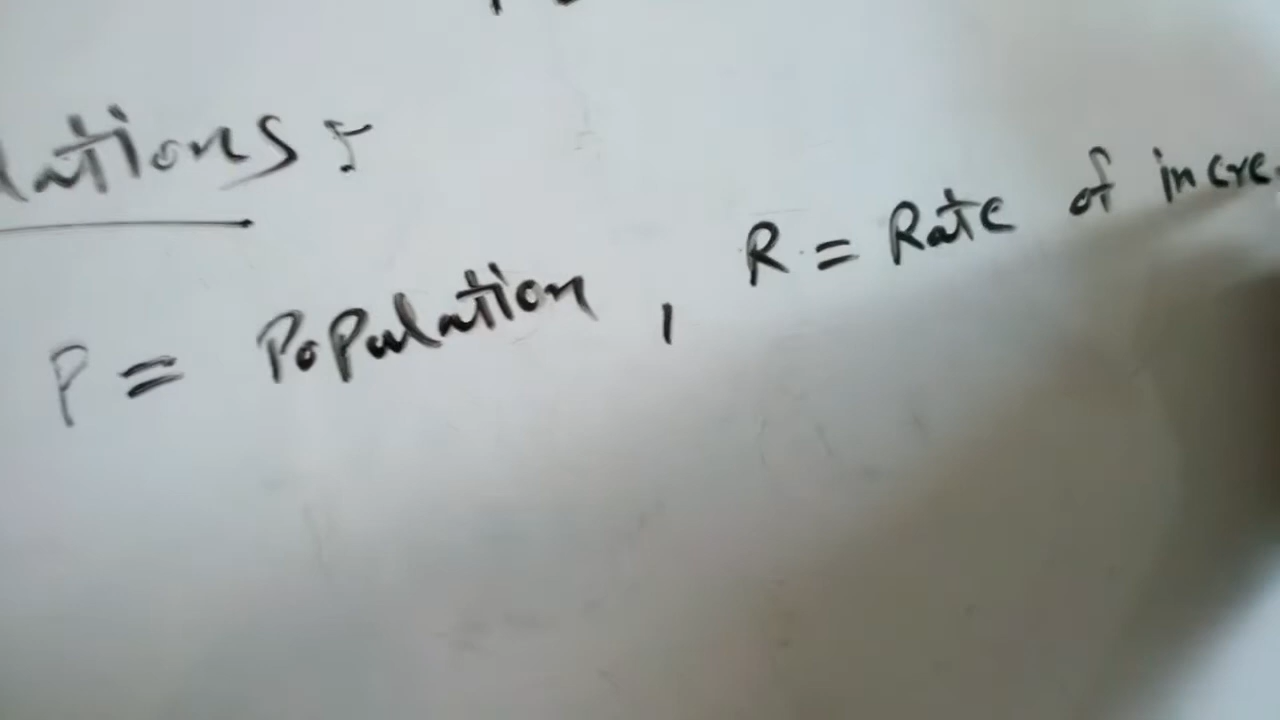 lations:
P = Population, R = Rate of incre